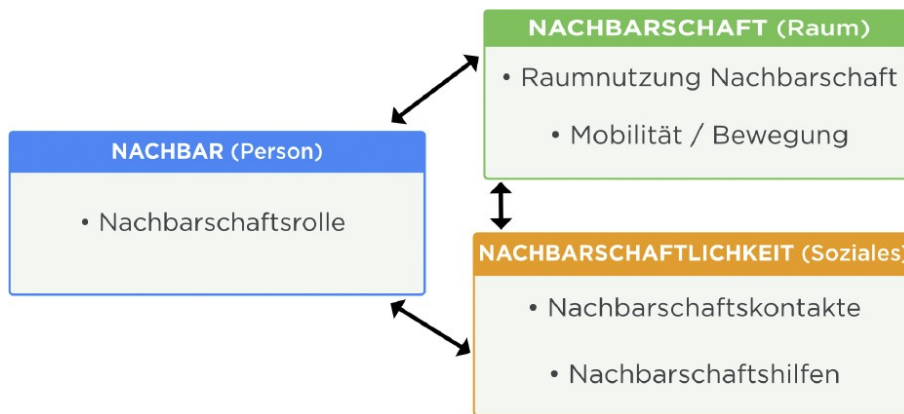 NACHBARSCHAFT (Raum)
• Raumnutzung Nachbarschaft
• Mobilität / Bewegung
NACHBAR (Person)
• Nachbarschaftsrolle
NACHBARSCHAFTLICHKEIT (Soziales)
• Nachbarschaftskontakte
• Nachbarschaftshilfen